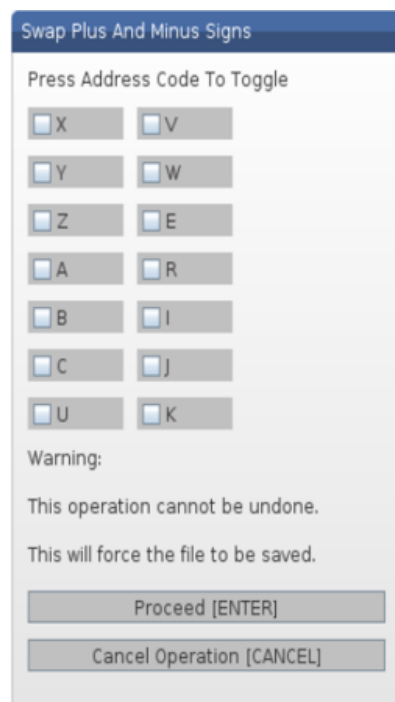 Swap Plus And Minus Signs
Press Address Code To Toggle
X V
Y W
Z E
A R
B I
C J
U K
Warning:
This operation cannot be undone.
This will force the file to be saved.
Proceed [ENTER]
Cancel Operation [CANCEL]